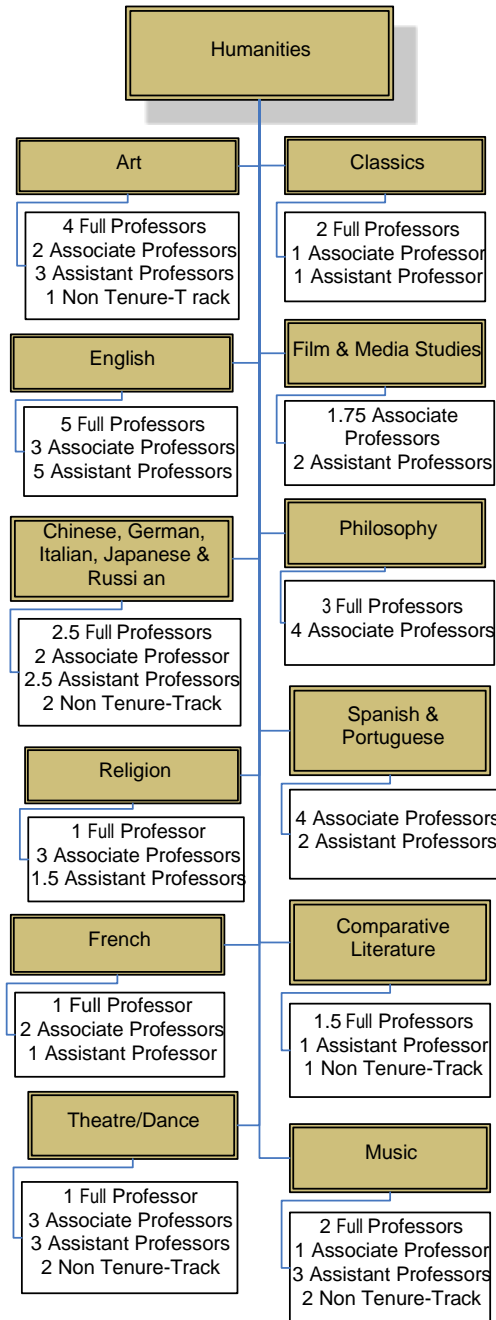 Humanities
Art
4 Full Professors
2 Associate Professors
3 Assistant Professors
1 Non Tenure-T rack
Classics
2 Full Professors
1 Associate Professor
1 Assistant Professor
English
5 Full Professors
3 Associate Professors
5 Assistant Professors
Film & Media Studies
1.75 Associate
Professors
2 Assistant Professors
Chinese, German,
Italian, Japanese &
Russi an
2.5 Full Professors
2 Associate Professor
2.5 Assistant Professors
2 Non Tenure-Track
Philosophy
3 Full Professors
4 Associate Professors
Religion
1 Full Professor
3 Associate Professors
1.5 Assistant Professors
Spanish &
Portuguese
4 Associate Professors
2 Assistant Professors
French
1 Full Professor
2 Associate Professors
1 Assistant Professor
Comparative
Literature
1.5 Full Professors
1 Assistant Professor
1 Non Tenure-Track
Theatre/Dance
1 Full Professor
3 Associate Professors
3 Assistant Professors
2 Non Tenure-Track
Music
2 Full Professors
1 Associate Professor
3 Assistant Professors
2 Non Tenure-Track